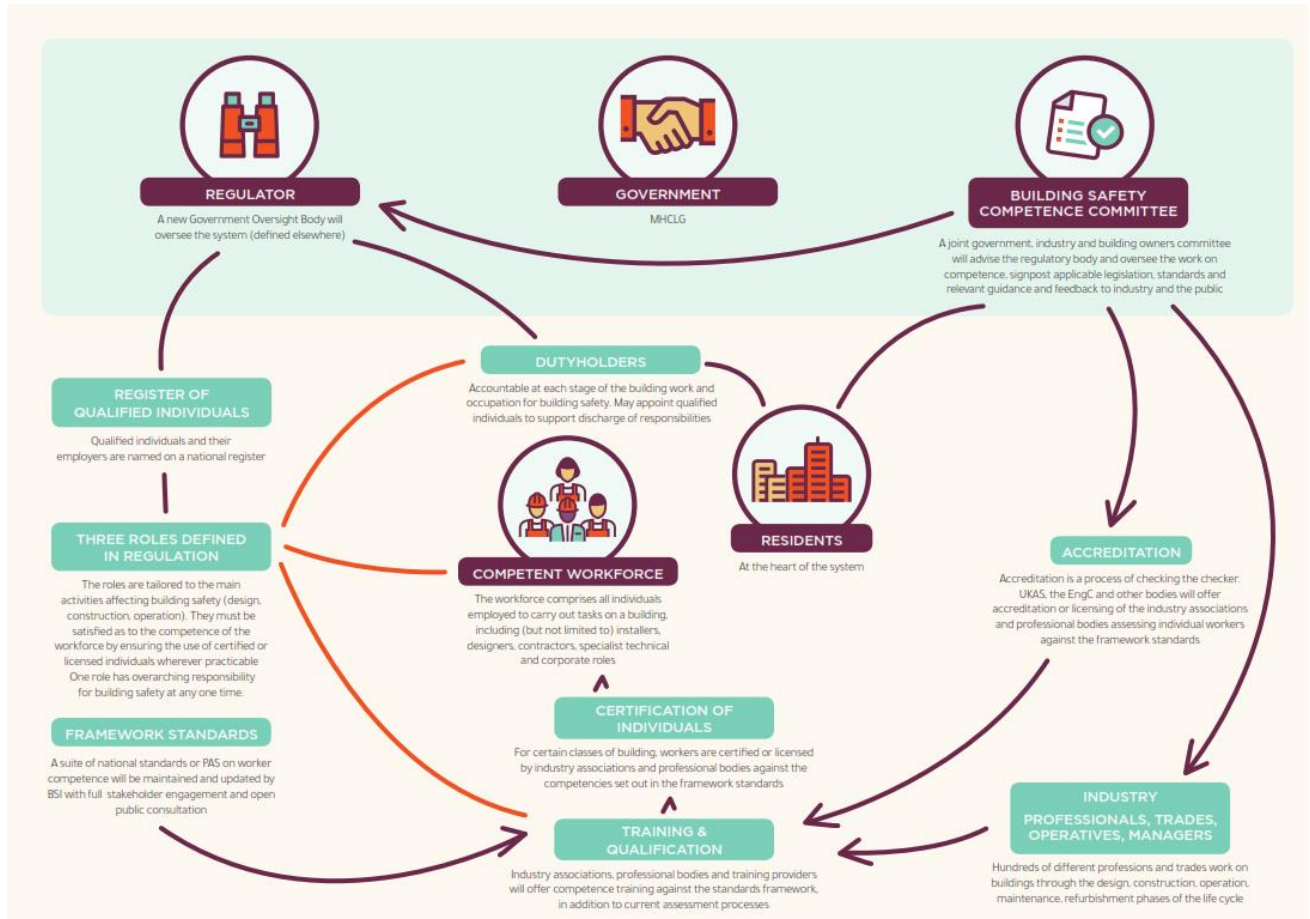 REGULATOR
A new Government Oversight Body will
oversee the system (defined elsewhere)
GOVERNMENT
MHCLG
BUILDING SAFETY
COMPETENCE COMMITTEE
A joint government, industry and building owners committee
will advise the regulatory body and oversee the work on
competence, signpost applicable legislation, standards and
relevant guidance and feedback to industry and the public
REGISTER OF
QUALIFIED INDIVIDUALS
Qualified individuals and their
employers are named on a national register
DUTYHOLDERS
Accountable at each stage of the building work and
occupation for building safety. May appoint qualified
individuals to support discharge of responsibilities
THREE ROLES DEFINED
IN REGULATION
The roles are tailored to the main
activities affecting building safety (design,
construction, operation). They must be
satisfied as to the competence of the
workforce by ensuring the use of certified or
licensed individuals wherever practicable
One role has overarching responsibility
for building safety at any one time.
COMPETENT WORKFORCE
The workforce comprises all individuals
employed to carry out tasks on a building,
including (but not limited to) installers,
designers, contractors, specialist technical
and corporate roles
RESIDENTS
At the heart of the system
ACCREDITATION
Accreditation is a process of checking the checker.
UKAS, the EngC and other bodies will offer
accreditation or licensing of the industry associations
and professional bodies assessing individual workers
against the framework standards
FRAMEWORK STANDARDS
A suite of national standards or PAS on worker
competence will be maintained and updated by
BSI with full stakeholder engagement and open
public consultation
CERTIFICATION OF
INDIVIDUALS
For certain classes of building, workers are certified or licensed
by industry associations and professional bodies against the
competencies set out in the framework standards
TRAINING &
QUALIFICATION
Industry associations, professional bodies and training providers
will offer competence training against the standards framework,
in addition to current assessment processes
INDUSTRY
PROFESSIONALS, TRADES,
OPERATIVES, MANAGERS
Hundreds of different professions and trades work on
buildings through the design, construction, operation,
maintenance, refurbishment phases of the life cycle